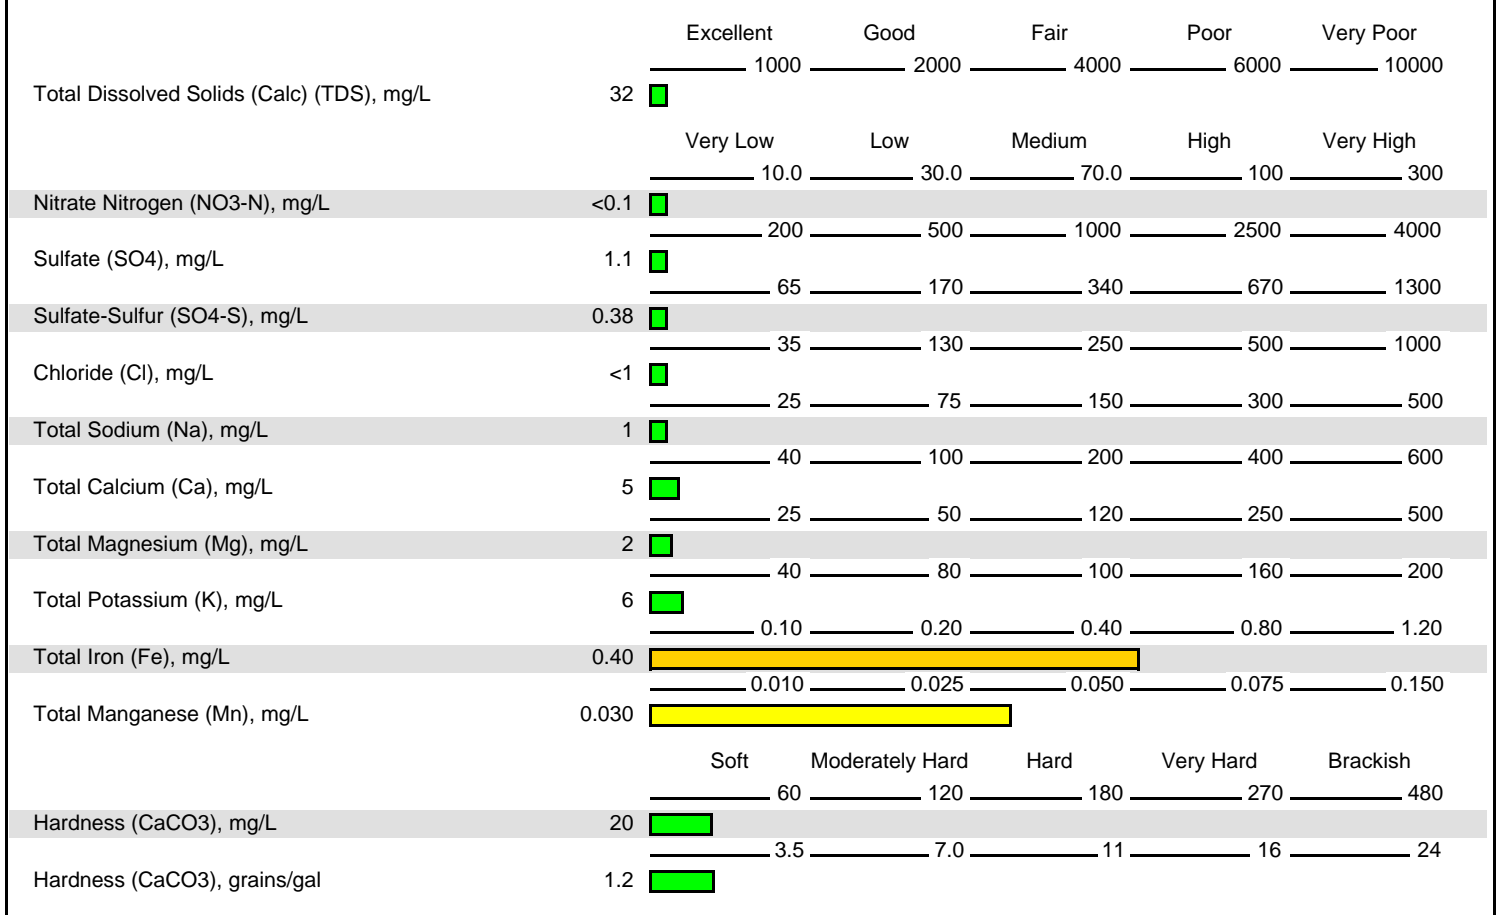 Excellent Good Fair Poor Very Poor
1000 2000 4000 6000 10000
Total Dissolved Solids (Calc) (TDS), mg/L 32
Very Low Low Medium High Very High
10.0 30.0 70.0 100 300
Nitrate Nitrogen (NO3-N), mg/L <0.1
200 500 1000 2500 4000
Sulfate (SO4), mg/L 1.1
65 170 340 670 1300
Sulfate-Sulfur (SO4-S), mg/L 0.38
35 130 250 500 1000
Chloride (Cl), mg/L <1
25 75 150 300 500
Total Sodium (Na), mg/L 1
40 100 200 400 600
Total Calcium (Ca), mg/L 5
25 50 120 250 500
Total Magnesium (Mg), mg/L 2
40 80 100 160 200
Total Potassium (K), mg/L 6
0.10 0.20 0.40 0.80 1.20
Total Iron (Fe), mg/L 0.40
0.010 0.025 0.050 0.075 0.150
Total Manganese (Mn), mg/L 0.030
Soft Moderately Hard Hard Very Hard Brackish
60 120 180 270 480
Hardness (CaCO3), mg/L 20
3.5 7.0 11 16 24
Hardness (CaCO3), grains/gal 1.2